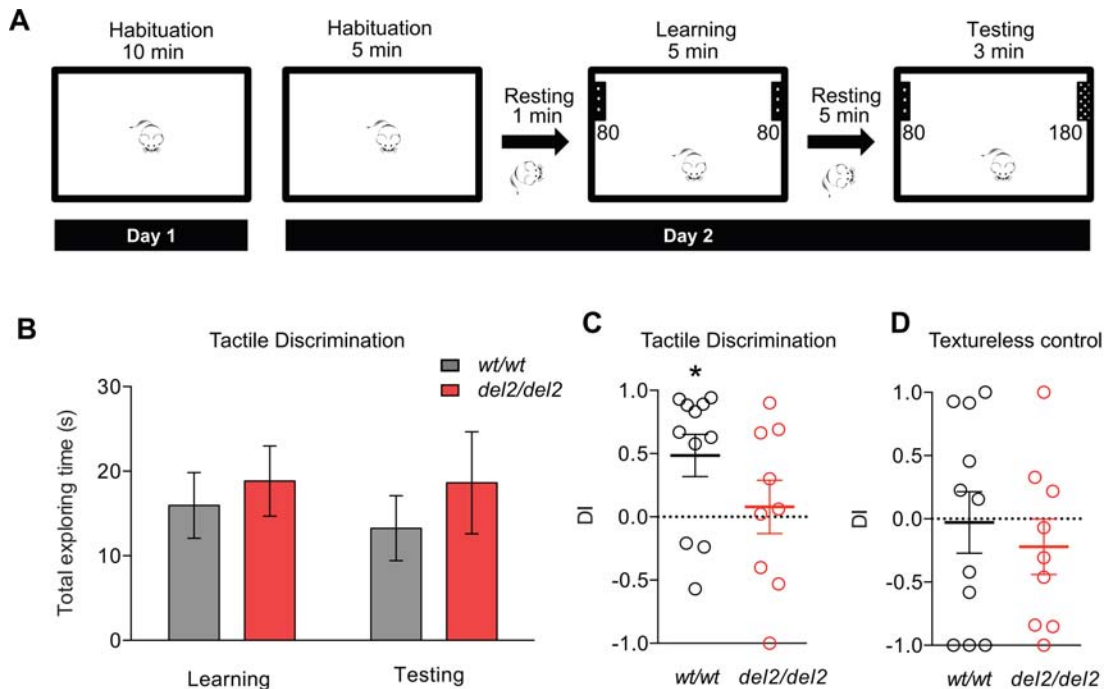 A
Habituation
10 min
Habituation
5 min
Learning
5 min
Testing
3 min
Resting
1 min
Resting
5 min
80
80
80
180
Day 1
Day 2
B
Tactile Discrimination
wt/wt
del2/del2
Total exploring time (s)
30
20
10
0
Learning
Testing
C
Tactile Discrimination
*
DI
1.0
0.5
0.0
-0.5
-1.0
wt/wt
del2/del2
D
Textureless control
DI
1.0
0.5
0.0
-0.5
-1.0
wt/wt
del2/del2